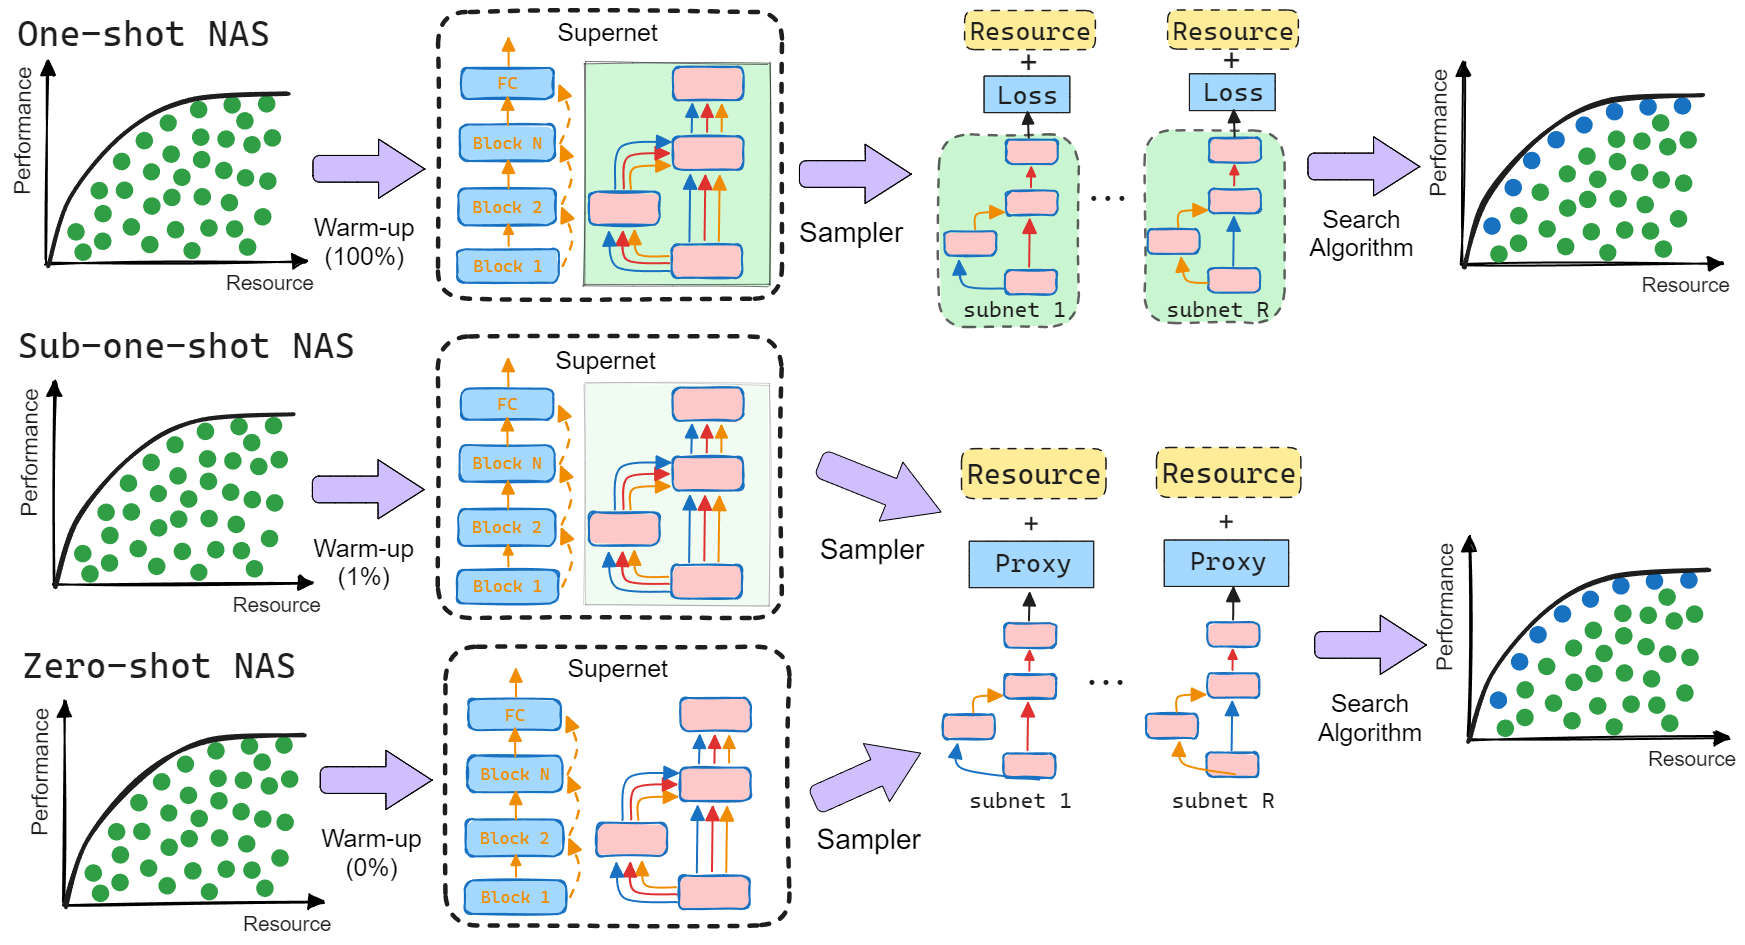 One-shot NAS
Performance
Resource
Warm-up
(100%)
Supernet
FC
Block N
Block 2
Block 1
Sampler
Resource
+
Loss
subnet 1
...
Resource
+
Loss
subnet R
Search
Algorithm
Performance
Resource
Sub-one-shot NAS
Performance
Resource
Warm-up
(1%)
Supernet
FC
Block N
Block 2
Block 1
Sampler
Zero-shot NAS
Performance
Resource
Warm-up
(0%)
Supernet
FC
Block N
Block 2
Block 1
Sampler
Resource
+
Proxy
subnet 1
...
Resource
+
Proxy
subnet R
Search
Algorithm
Performance
Resource